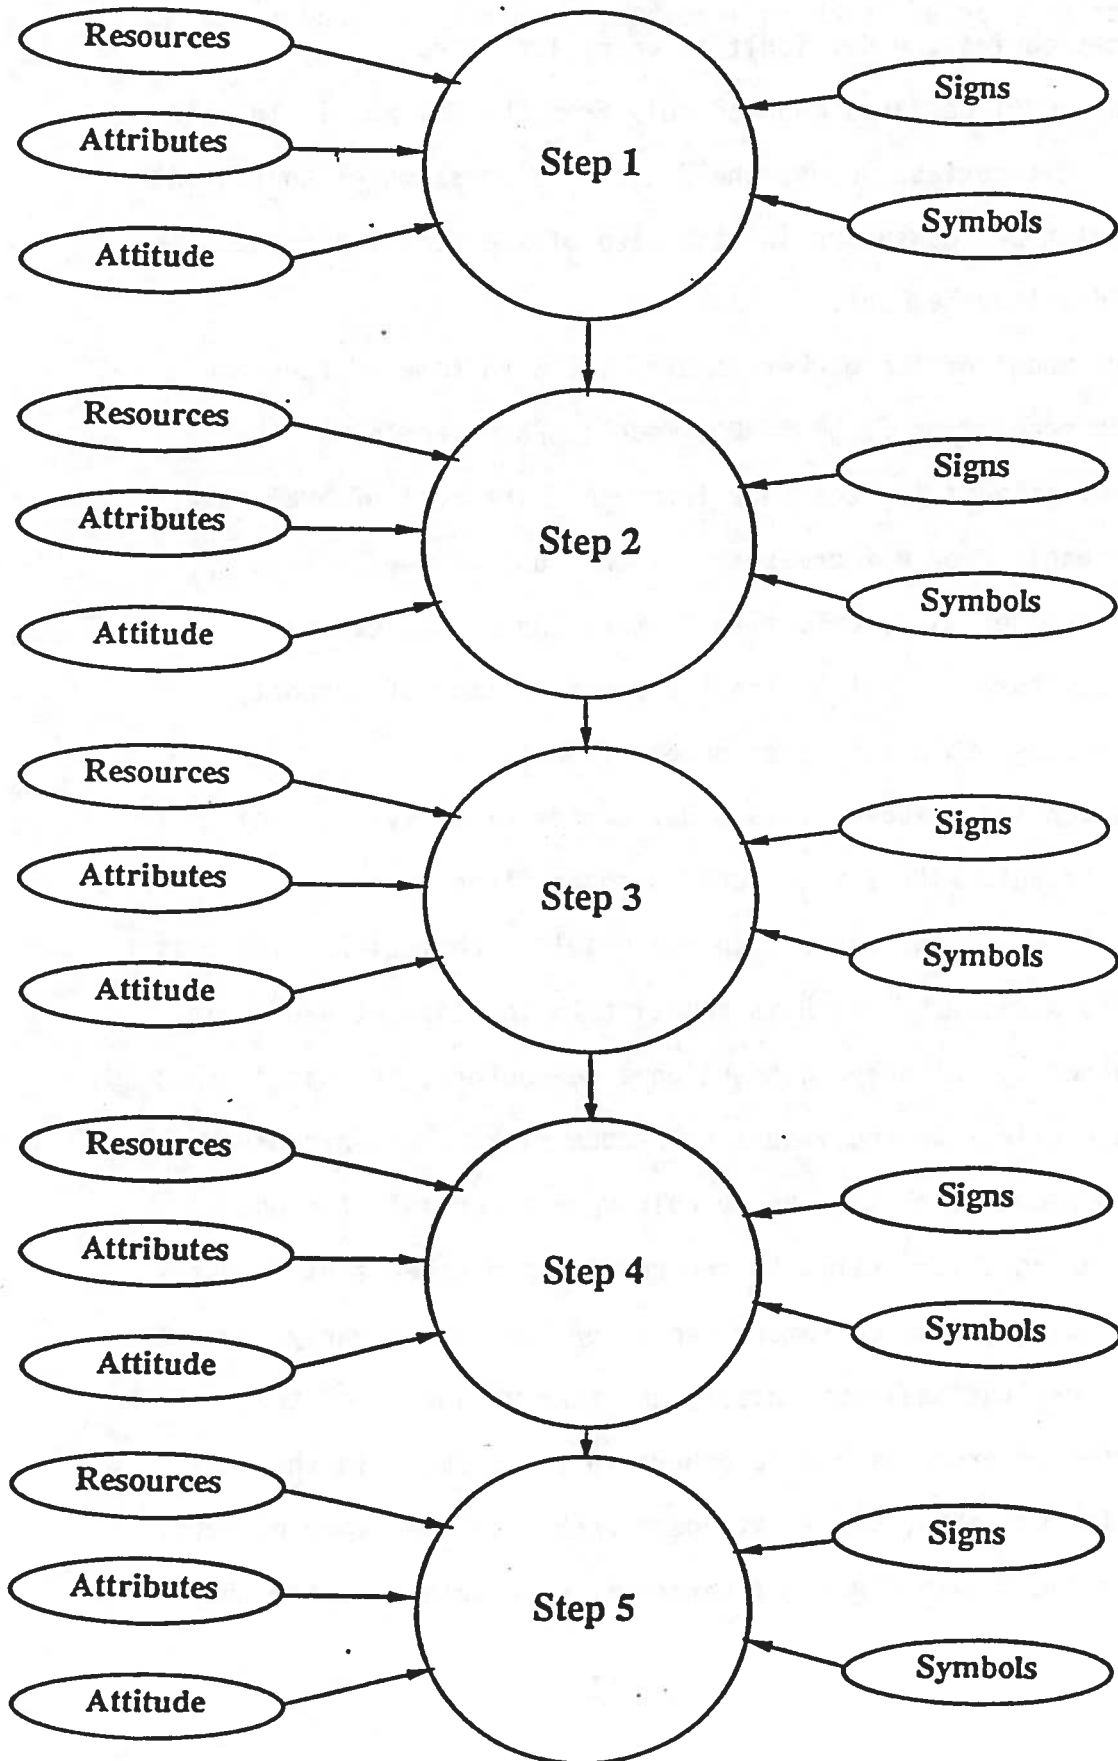 Resources
Signs
Attributes
Step 1
Symbols
Attitude
Resources
Signs
Attributes
Step 2
Symbols
Attitude
Resources
Signs
Attributes
Step 3
Symbols
Attitude
Resources
Signs
Attributes
Step 4
Symbols
Attitude
Resources
Signs
Attributes
Step 5
Symbols
Attitude